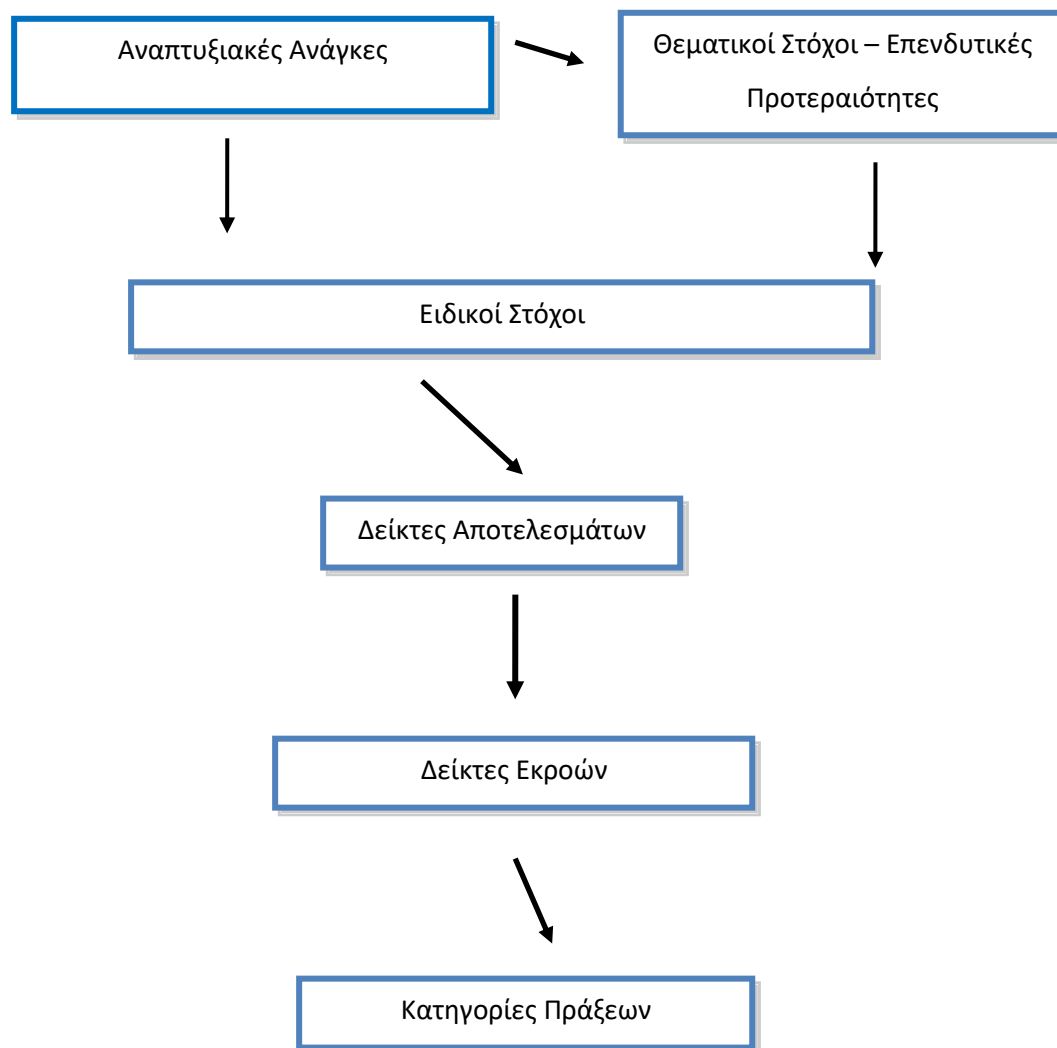 Αναπτυξιακές Ανάγκες
Θεματικοί Στόχοι – Επενδυτικές
Προτεραιότητες
Ειδικοί Στόχοι
Δείκτες Αποτελεσμάτων
Δείκτες Εκροών
Κατηγορίες Πράξεων